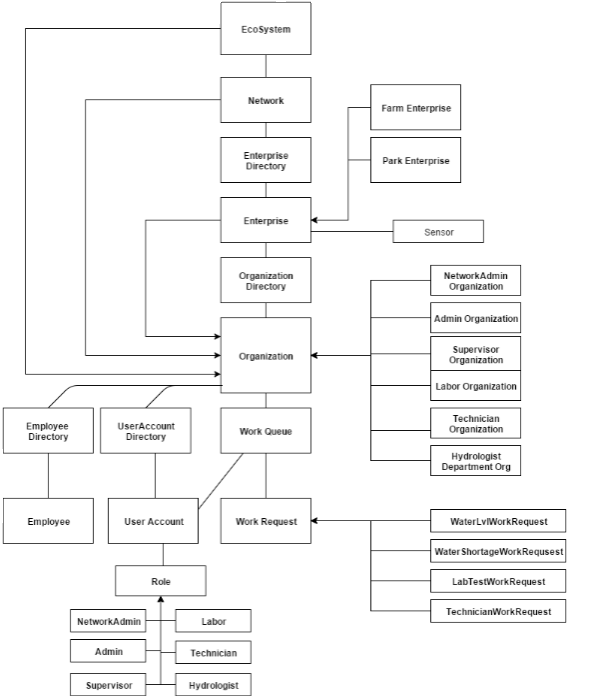 EcoSystem
Network
Farm Enterprise
Enterprise
Directory
Park Enterprise
Enterprise
Sensor
Organization
Directory
NetworkAdmin
Organization
Admin Organization
Organization
Supervisor
Organization
Labor Organization
Employee
Directory
UserAccount
Directory
Work Queue
Technician
Organization
Hydrologist
Department Org
Employee
User Account
Work Request
WaterLvlWorkRequest
WaterShortageWorkRequsest
LabTestWorkRequest
TechnicianWorkRequest
Role
NetworkAdmin
Labor
Admin
Technician
Supervisor
Hydrologist